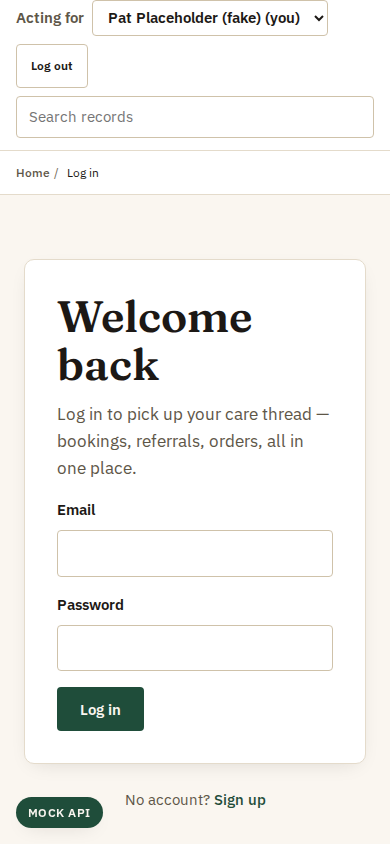 Acting for Pat Placeholder (fake) (you)
Log out
Search records
Home / Log in
Welcome
back
Log in to pick up your care thread —
bookings, referrals, orders, all in
one place.
Email
Password
Log in
No account? Sign up
MOCK API